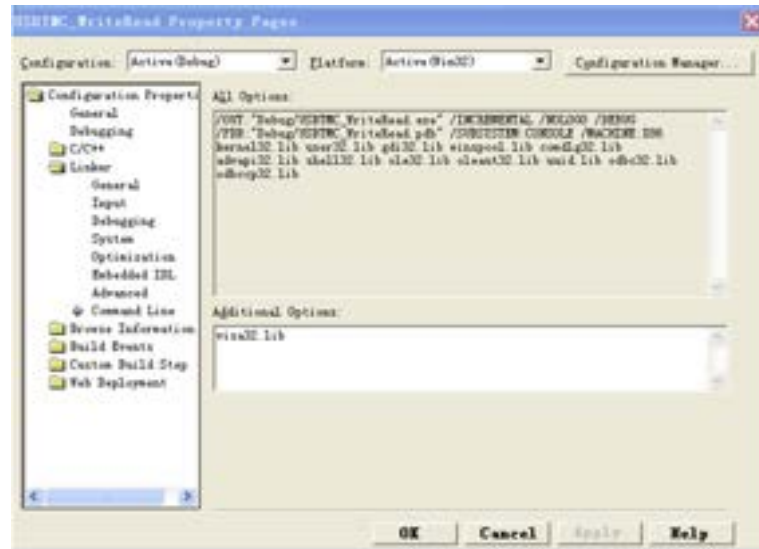 USBTMC_WriteRead Property Pages
Configuration: Active(Debug) Platform: Active(Win32) Configuration Manager...
Configuration Properti
General
Debugging
C/C++
Linker
General
Input
Debugging
System
Optimization
Embedded IDL
Advanced
Command Line
Browse Information
Build Events
Custom Build Step
Web Deployment
All Options:
/OUT:"Debug/USBTMC_WriteRead.exe" /INCREMENTAL /NOLOGO /DEBUG
/PDB:"Debug/USBTMC_WriteRead.pdb" /SUBSYSTEM:CONSOLE /MACHINE:X86
kernel32.lib user32.lib gdi32.lib winspool.lib comdlg32.lib
advapi32.lib shell32.lib ole32.lib oleaut32.lib uuid.lib odbc32.lib
odbccp32.lib
Additional Options:
visa32.lib
OK Cancel Apply Help